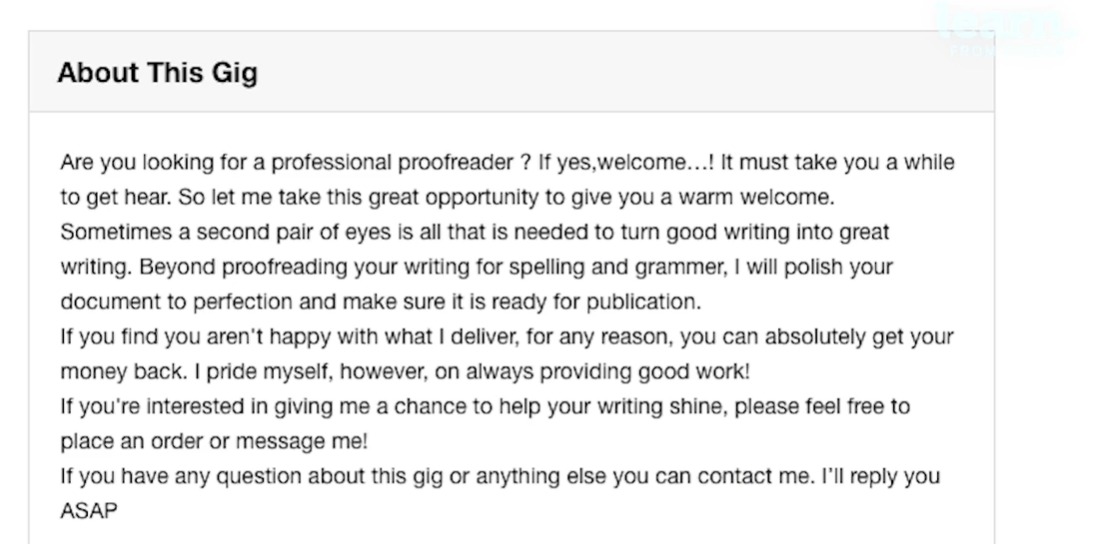 About This Gig
Are you looking for a professional proofreader ? If yes,welcome...! It must take you a while
to get hear. So let me take this great opportunity to give you a warm welcome.
Sometimes a second pair of eyes is all that is needed to turn good writing into great
writing. Beyond proofreading your writing for spelling and grammer, I will polish your
document to perfection and make sure it is ready for publication.
If you find you aren't happy with what I deliver, for any reason, you can absolutely get your
money back. I pride myself, however, on always providing good work!
If you're interested in giving me a chance to help your writing shine, please feel free to
place an order or message me!
If you have any question about this gig or anything else you can contact me. I'll reply you
ASAP